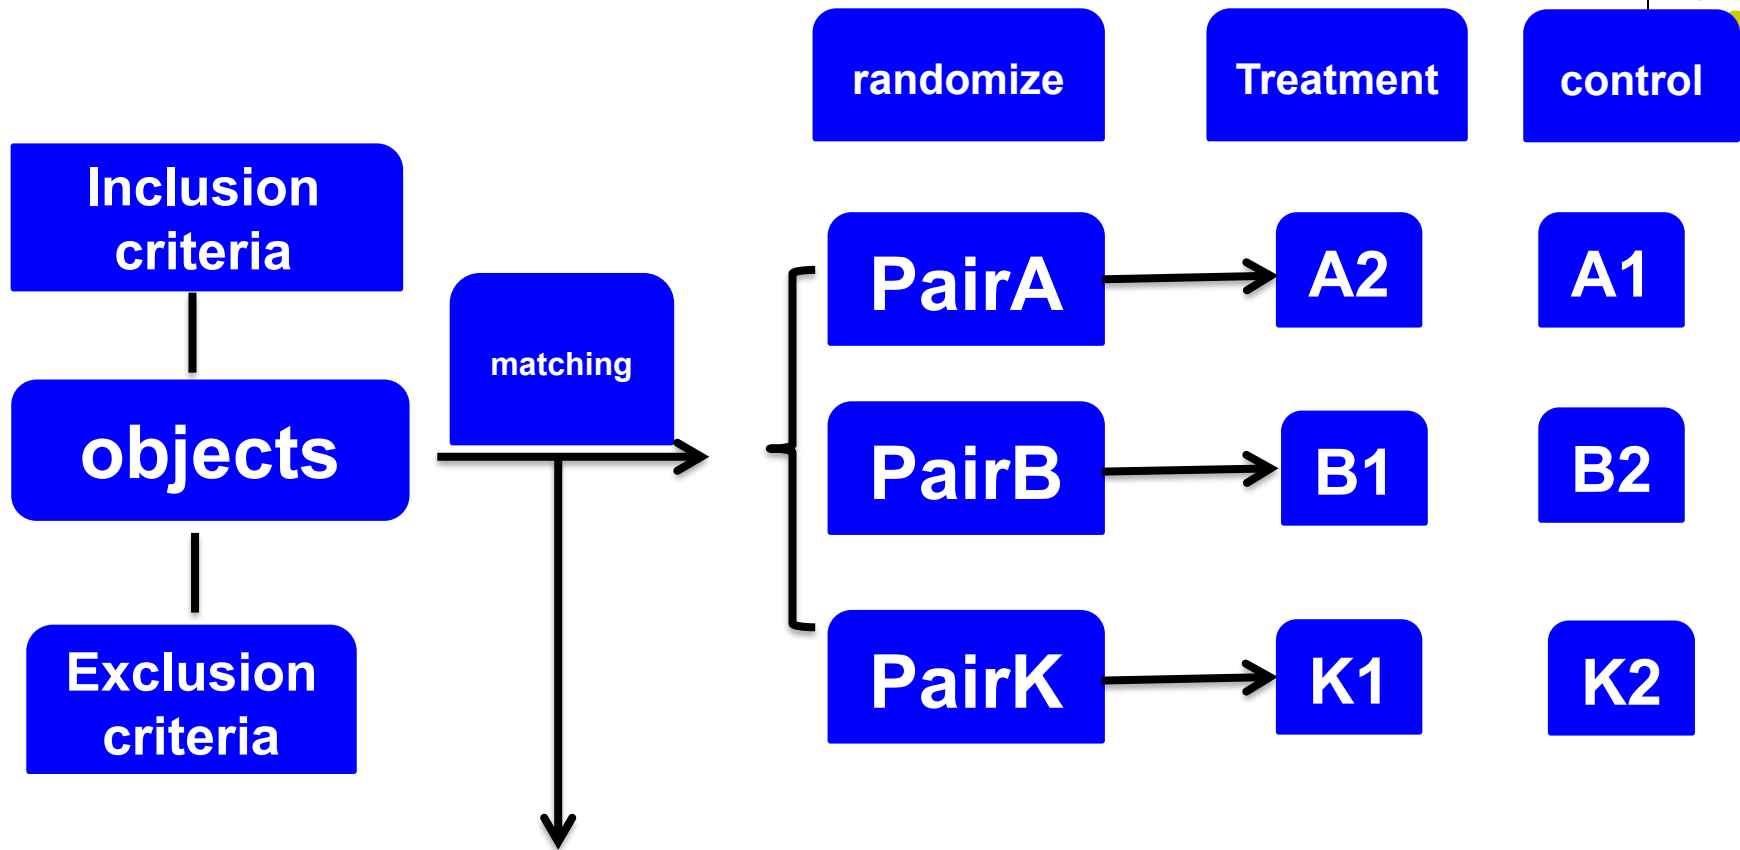 randomize
Treatment
control
Inclusion
criteria
objects
Exclusion
criteria
matching
PairA
A2
A1
PairB
B1
B2
PairK
K1
K2